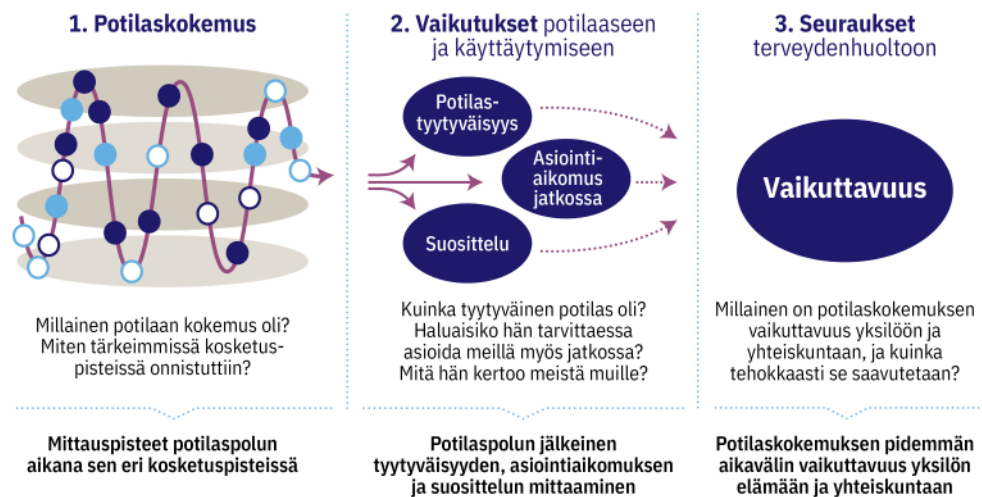 1. Potilaskokemus
Millainen potilaan kokemus oli?
Miten tärkeimmissä kosketus-
pisteissä onnistuttiin?
Mittauspisteet potilaspolun
aikana sen eri kosketuspisteissä
2. Vaikutukset potilaaseen
ja käyttäytymiseen
Potilas-
tyytyväisyys
Asiointi-
aikomus
jatkossa
Suosittelu
Kuinka tyytyväinen potilas oli?
Haluaisiko hän tarvittaessa
asioida meillä myös jatkossa?
Mitä hän kertoo meistä muille?
Potilaspolun jälkeinen
tyytyväisyyden, asiointiaikomuksen
ja suosittelun mittaaminen
3. Seuraukset
terveydenhuoltoon
Vaikuttavuus
Millainen on potilaskokemuksen
vaikuttavuus yksilöön ja
yhteiskuntaan, ja kuinka
tehokkaasti se saavutetaan?
Potilaskokemuksen pidemmän
aikavälin vaikuttavuus yksilön
elämään ja yhteiskuntaan